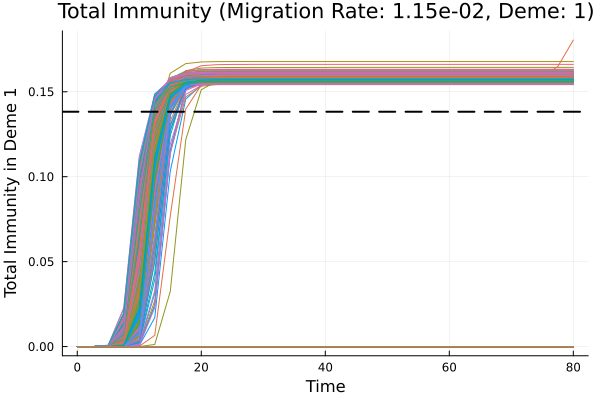 Total Immunity (Migration Rate: 1.15e-02, Deme: 1)
Total Immunity in Deme 1
0.15
0.10
0.05
0.00
0 20 40 60 80
Time